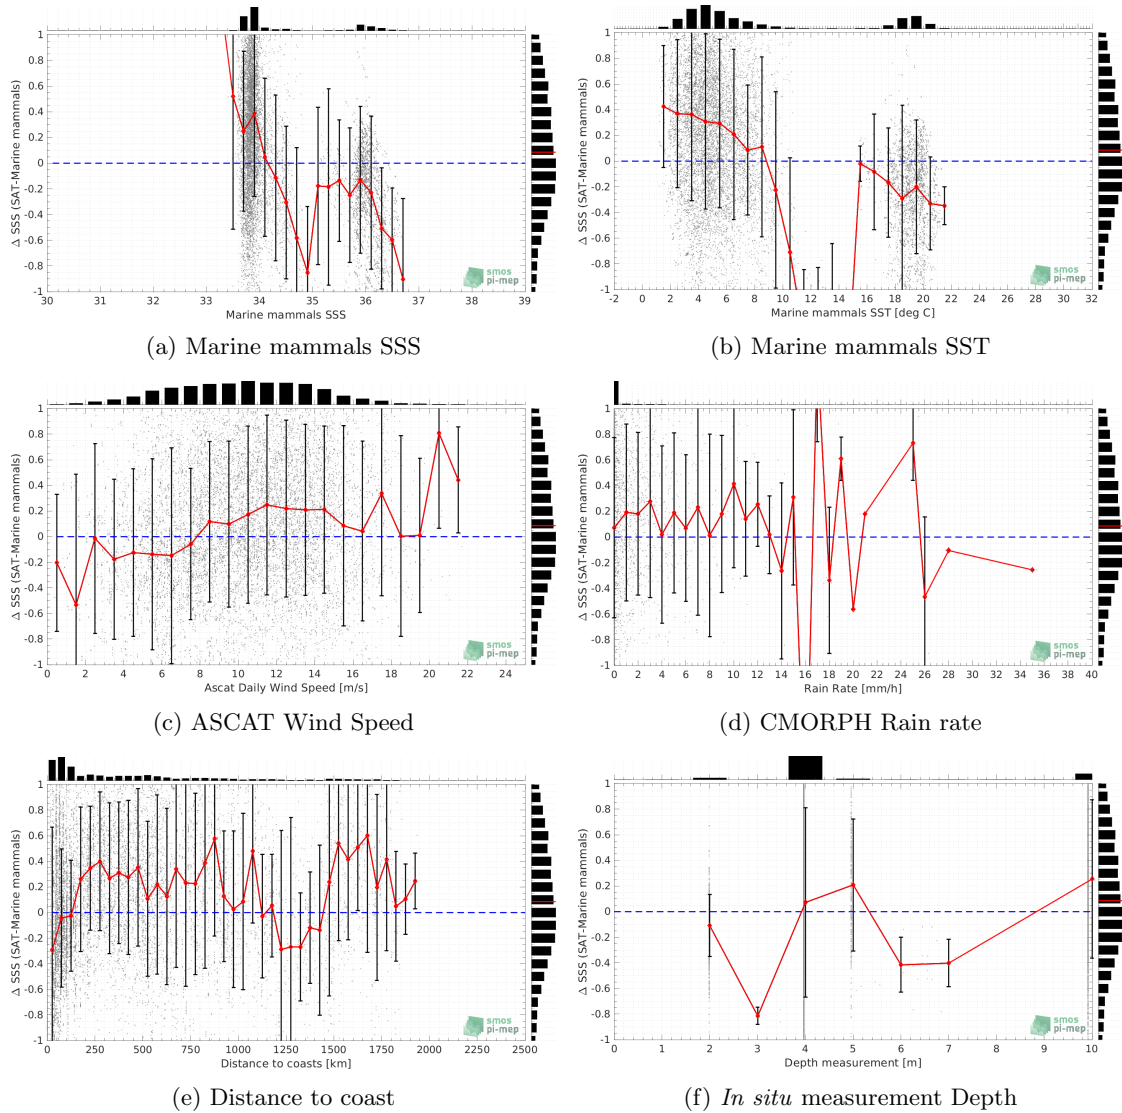 Δ SSS (SAT-Marine mammals)
1
0.8
0.6
0.4
0.2
0
-0.2
-0.4
-0.6
-0.8
-1
30 31 32 33 34 35 36 37 38 39
Marine mammals SSS
smos
pi-mep
(a) Marine mammals SSS
Δ SSS (SAT-Marine mammals)
1
0.8
0.6
0.4
0.2
0
-0.2
-0.4
-0.6
-0.8
-1
-2 0 2 4 6 8 10 12 14 16 18 20 22 24 26 28 30 32
Marine mammals SST [deg C]
smos
pi-mep
(b) Marine mammals SST
Δ SSS (SAT-Marine mammals)
1
0.8
0.6
0.4
0.2
0
-0.2
-0.4
-0.6
-0.8
-1
0 2 4 6 8 10 12 14 16 18 20 22 24
Ascat Daily Wind Speed [m/s]
smos
pi-mep
(c) ASCAT Wind Speed
Δ SSS (SAT-Marine mammals)
1
0.8
0.6
0.4
0.2
0
-0.2
-0.4
-0.6
-0.8
-1
0 2 4 6 8 10 12 14 16 18 20 22 24 26 28 30 32 34 36 38 40
Rain Rate [mm/h]
smos
pi-mep
(d) CMORPH Rain rate
Δ SSS (SAT-Marine mammals)
1
0.8
0.6
0.4
0.2
0
-0.2
-0.4
-0.6
-0.8
-1
0 250 500 750 1000 1250 1500 1750 2000 2250 2500
Distance to coasts [km]
smos
pi-mep
(e) Distance to coast
Δ SSS (SAT-Marine mammals)
1
0.8
0.6
0.4
0.2
0
-0.2
-0.4
-0.6
-0.8
-1
0 1 2 3 4 5 6 7 8 9 10
Depth measurement [m]
smos
pi-mep
(f) In situ measurement Depth